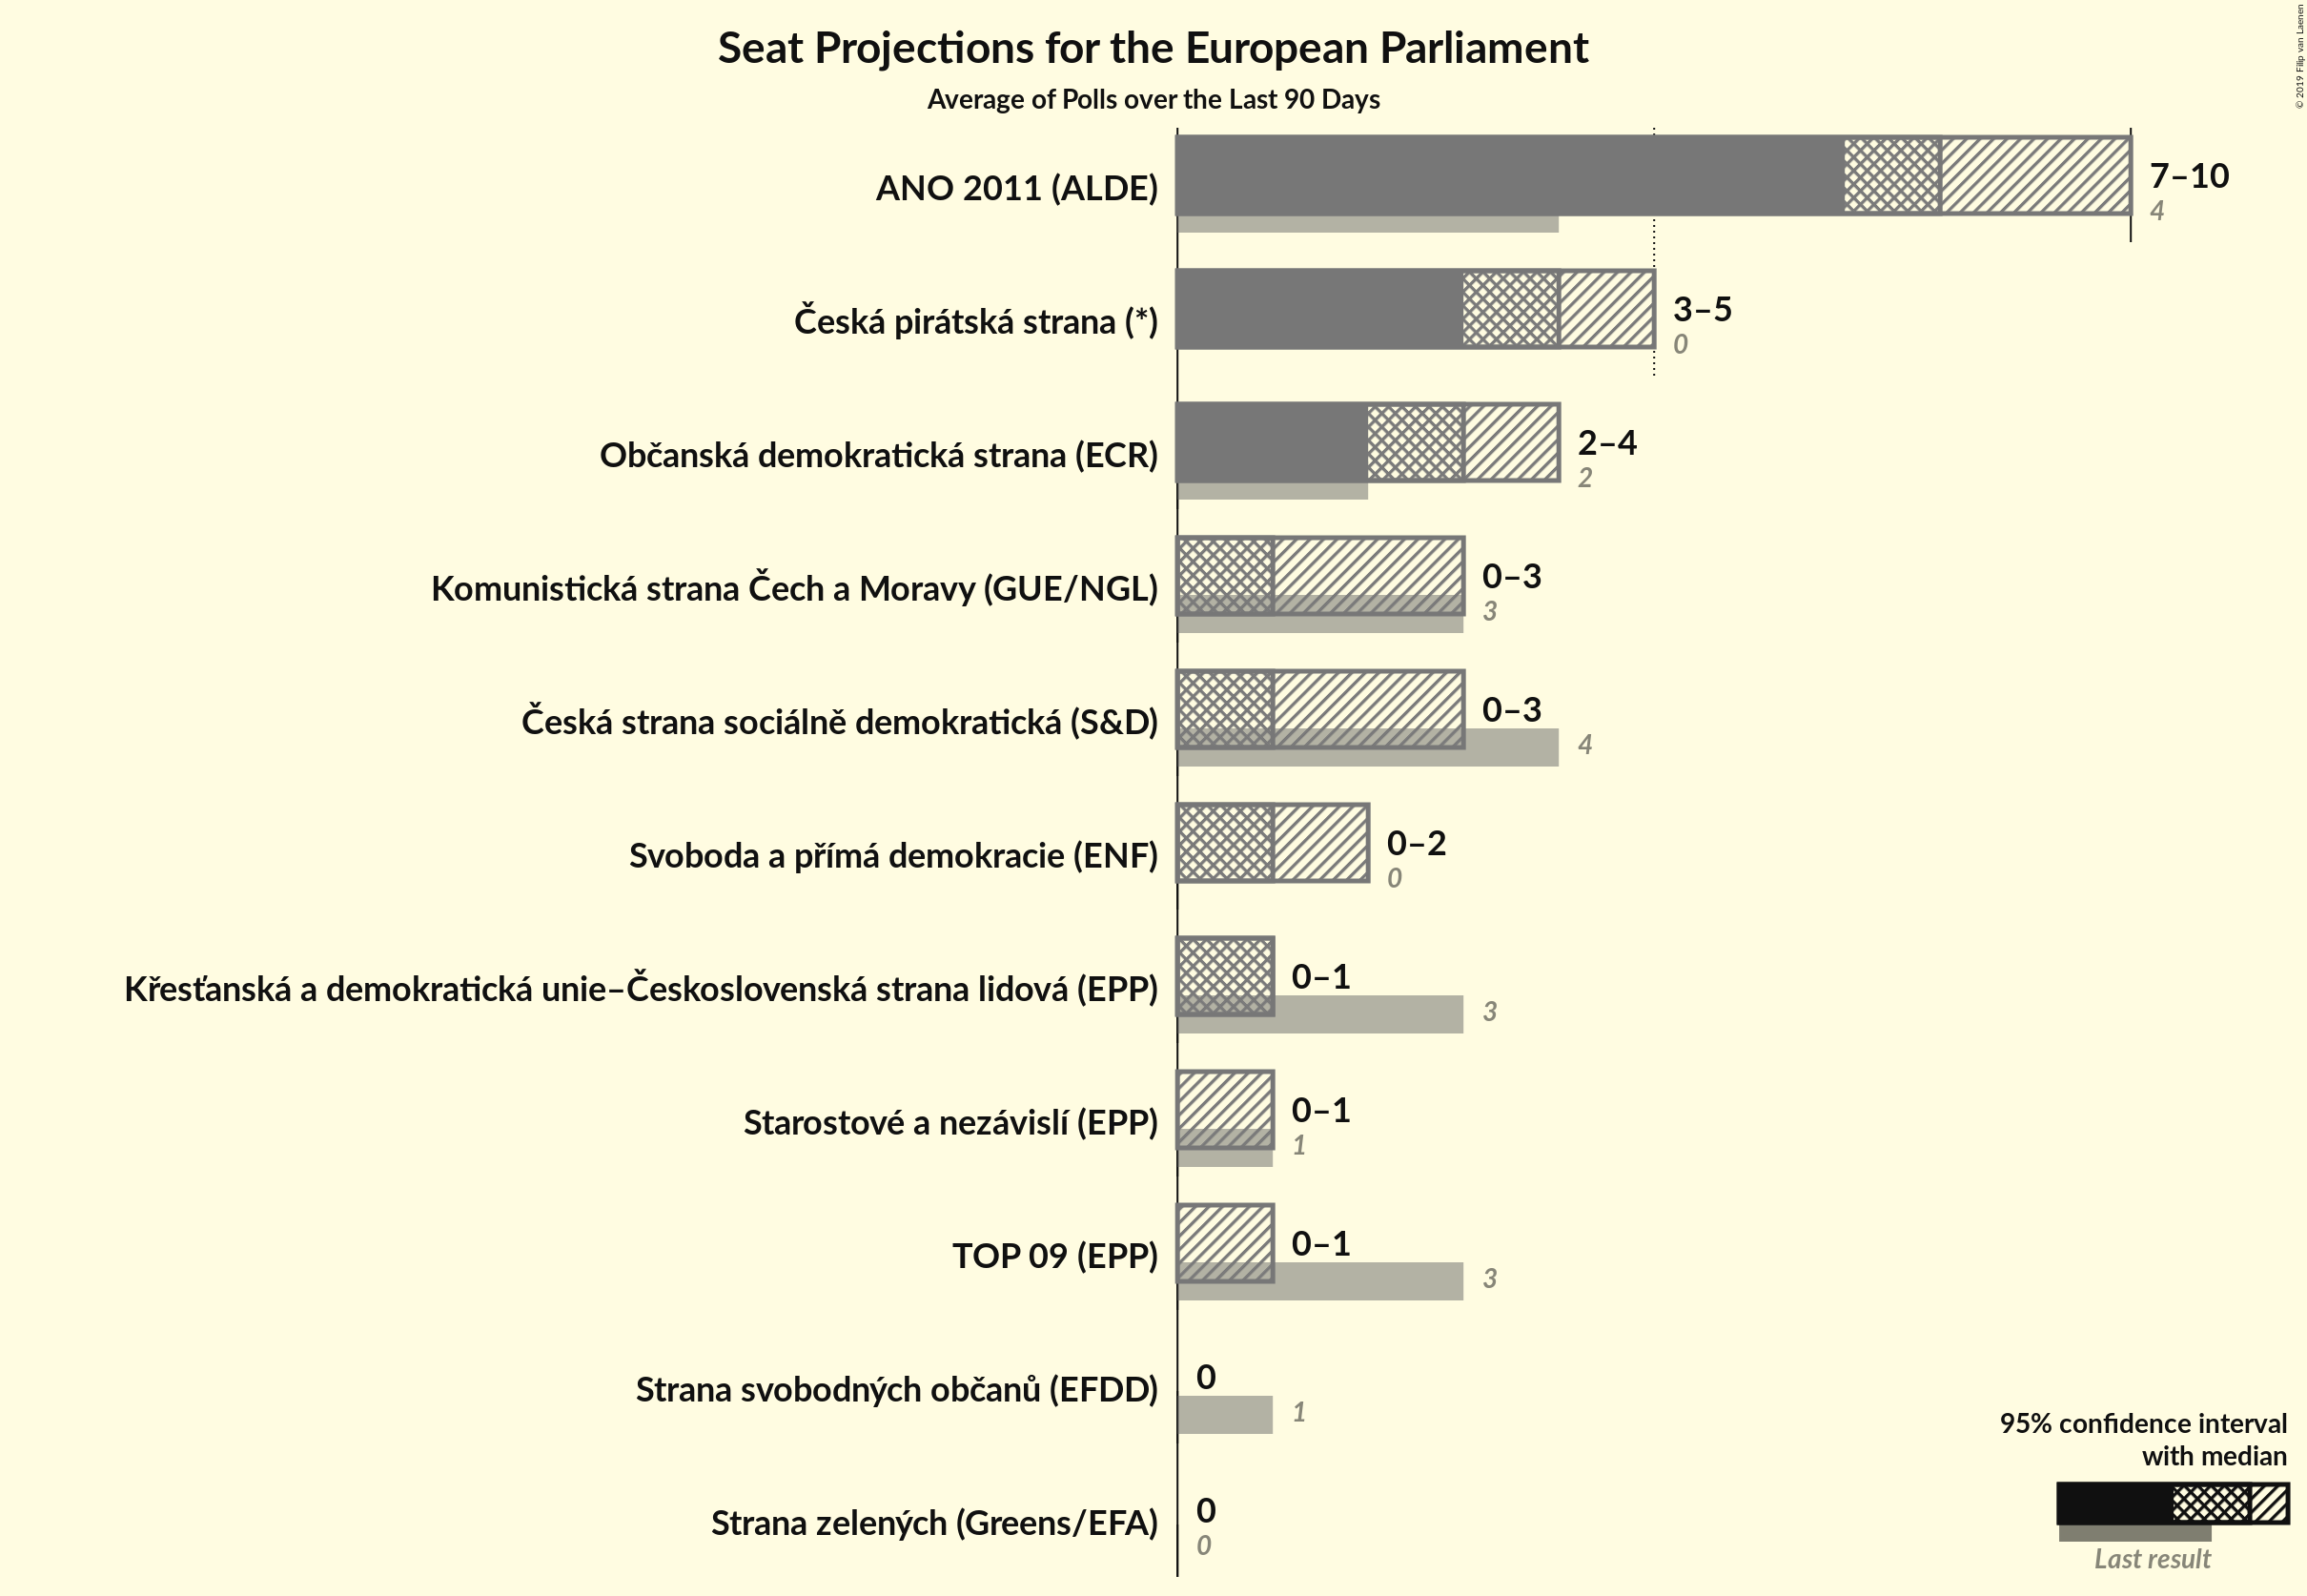 Seat Projections for the European Parliament
Average of Polls over the Last 90 Days
© 2019 Filip van Laenen
ANO 2011 (ALDE)
7–10
4
Česká pirátská strana (*)
3–5
0
Občanská demokratická strana (ECR)
2–4
2
Komunistická strana Čech a Moravy (GUE/NGL)
0–3
3
Česká strana sociálně demokratická (S&D)
0–3
4
Svoboda a přímá demokracie (ENF)
0–2
0
Křesťanská a demokratická unie–Československá strana lidová (EPP)
0–1
3
Starostové a nezávislí (EPP)
0–1
1
TOP 09 (EPP)
0–1
3
Strana svobodných občanů (EFDD)
0
1
Strana zelených (Greens/EFA)
0
0
95% confidence interval
with median
Last result